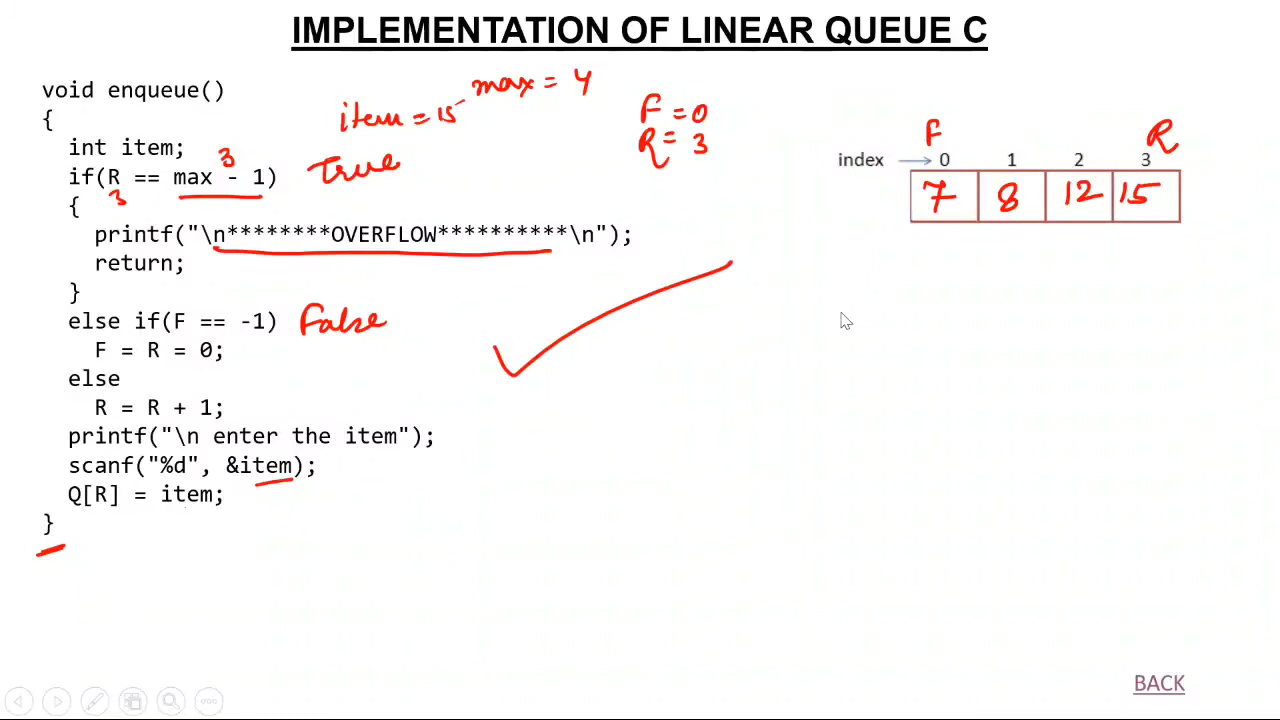 IMPLEMENTATION OF LINEAR QUEUE C
void enqueue()
max = 4
{
item = 15
F = 0
R = 3
int item;
3
if(R == max - 1) True
3
{
printf("\n********OVERFLOW**********\n");
return;
}
else if(F == -1) False
F = R = 0;
else
R = R + 1;
printf("\n enter the item");
scanf("%d", &item);
Q[R] = item;
}
F R
index 0 1 2 3
7 8 12 15
BACK